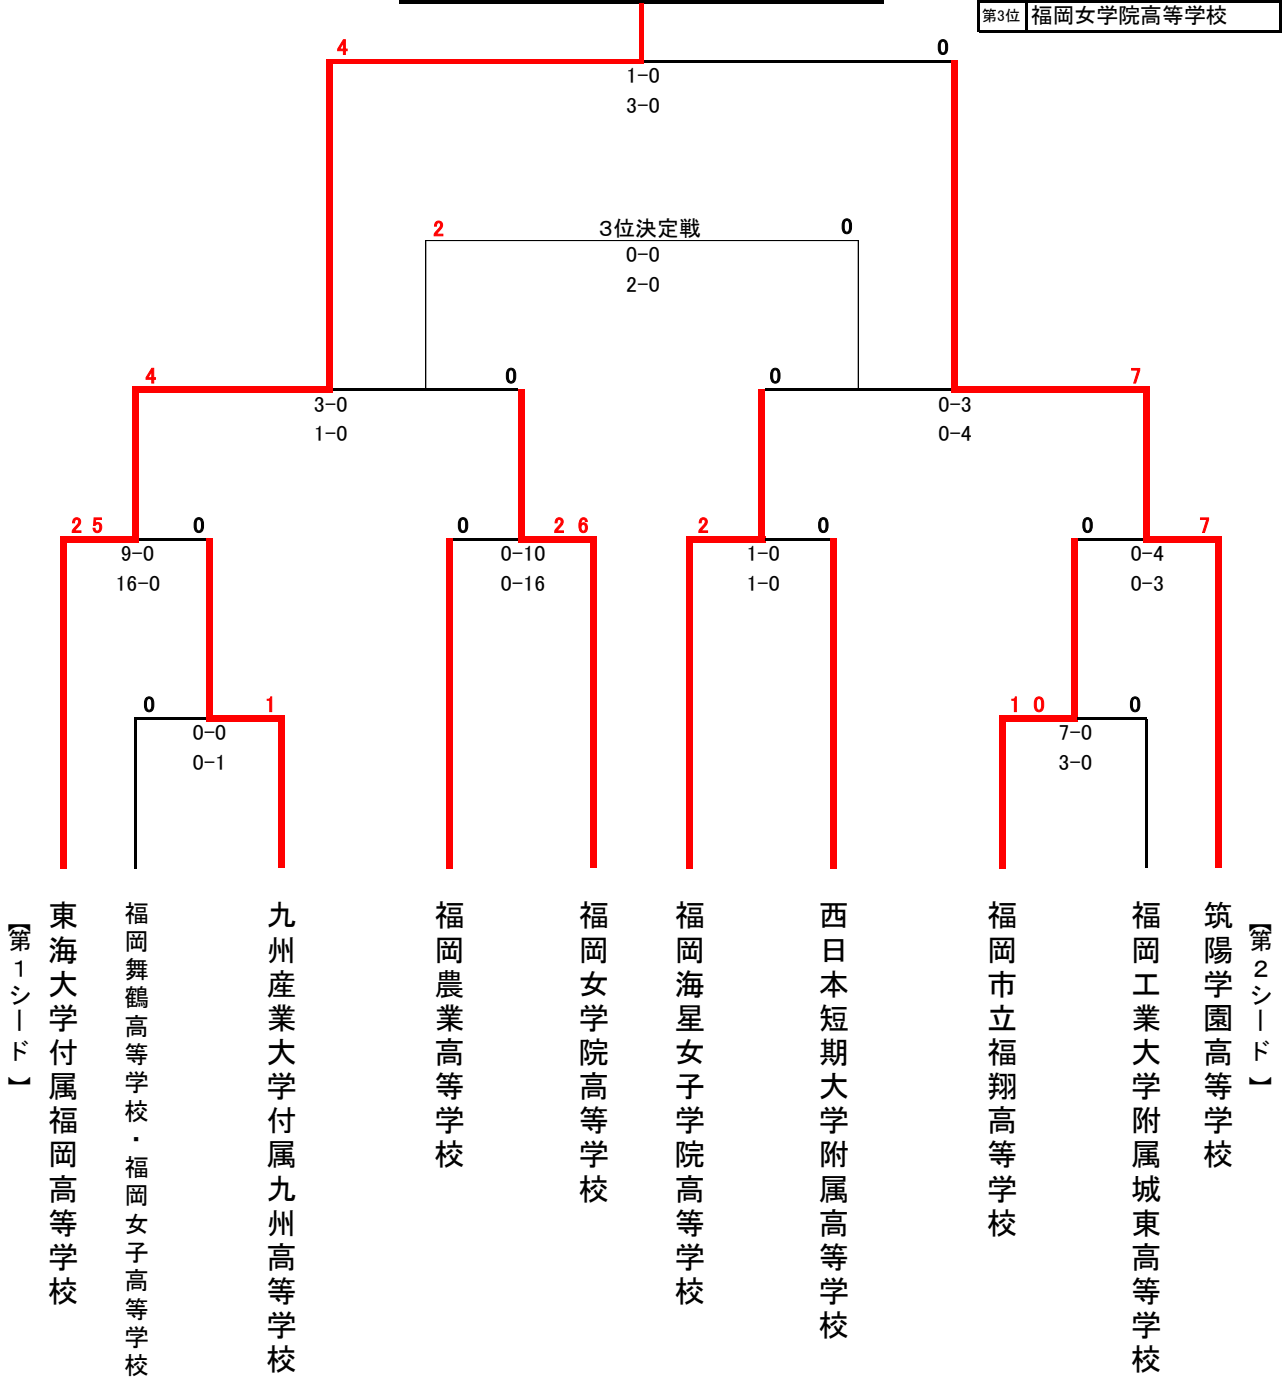 第3位 福岡女学院高等学校
4 0
1-0
3-0
2 3位決定戦 0
0-0
2-0
4 0 0 7
3-0 0-3
1-0 0-4
25 0 0 26 2 0 0 7
9-0 0-10 1-0 0-4
16-0 0-16 1-0 0-3
0 1 10 0
0-0 7-0
0-1 3-0
【第1シード】
東海大学付属福岡高等学校
福岡舞鶴高等学校・福岡女子高等学校
九州産業大学付属九州高等学校
福岡農業高等学校
福岡女学院高等学校
福岡海星女子学院高等学校
西日本短期大学附属高等学校
福岡市立福翔高等学校
福岡工業大学附属城東高等学校
筑陽学園高等学校
【第2シード】